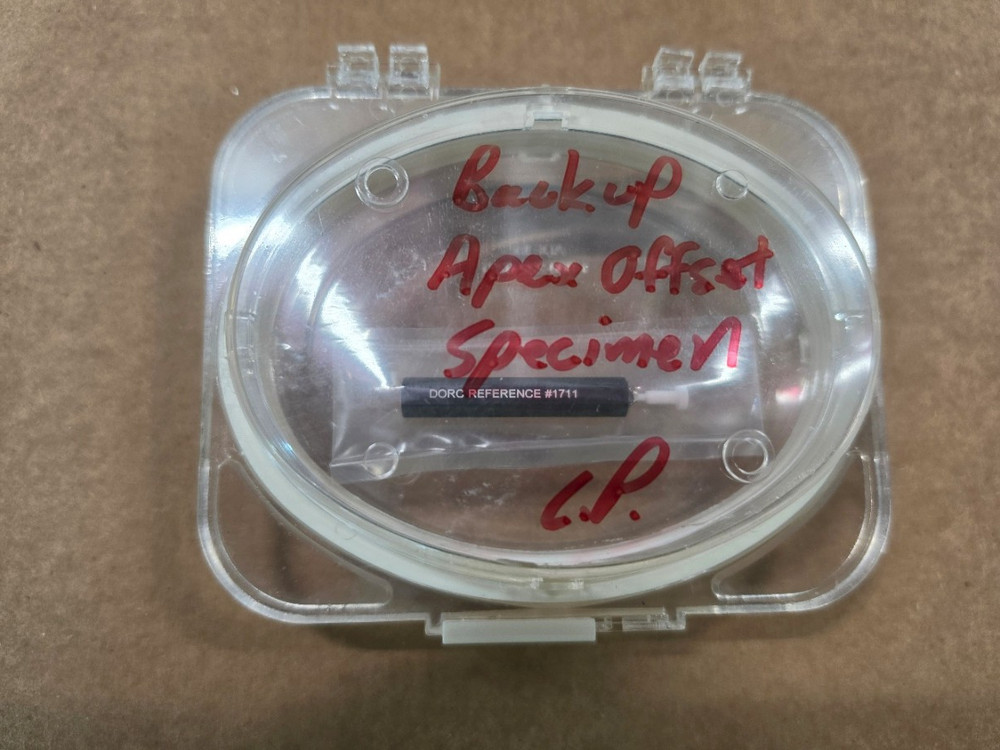 Backup
Apex Offset
Specimen
DORC REFERENCE #1711
C.P.